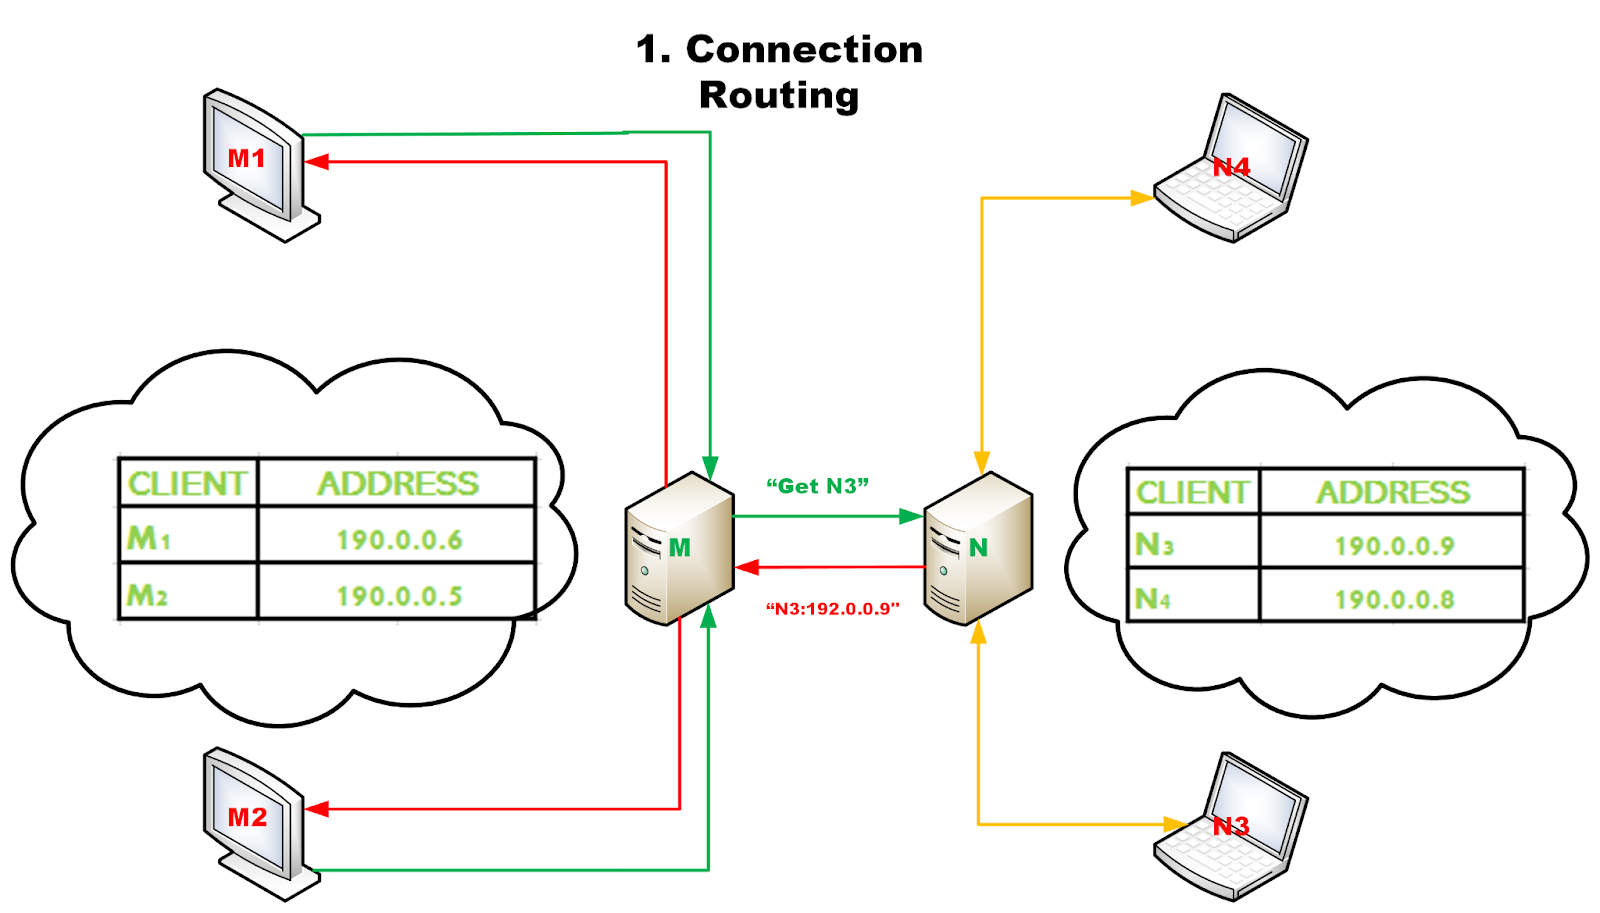 1. Connection
Routing
M1
N4
CLIENT ADDRESS
M1 190.0.0.6
M2 190.0.0.5
“Get N3”
M
N
“N3:192.0.0.9"
CLIENT ADDRESS
N3 190.0.0.9
N4 190.0.0.8
M2
N3